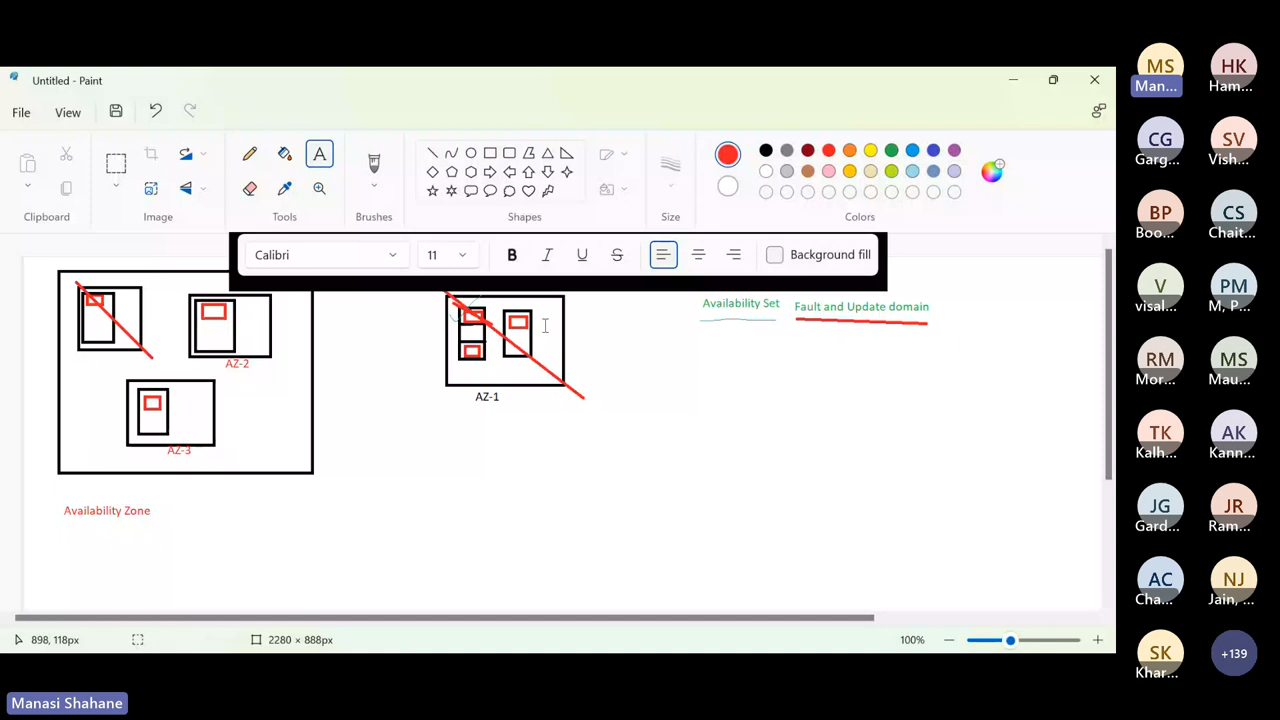 Untitled - Paint
File
View
Clipboard
Image
Tools
Brushes
Shapes
Size
Colors
Calibri
11
B
I
U
S
Background fill
Availability Set
Fault and Update domain
AZ-2
AZ-3
Availability Zone
AZ-1
898, 118px
2280 × 888px
100%
Manasi Shahane
MS
Man...
HK
Ham...
CG
Garg...
SV
Vish...
BP
Boo...
CS
Chait...
V
visal...
PM
M, P...
RM
Mor...
MS
Mau...
TK
Kalh...
AK
Kann...
JG
Gard...
JR
Ram...
AC
Cha...
NJ
Jain, ...
SK
Khar...
+139